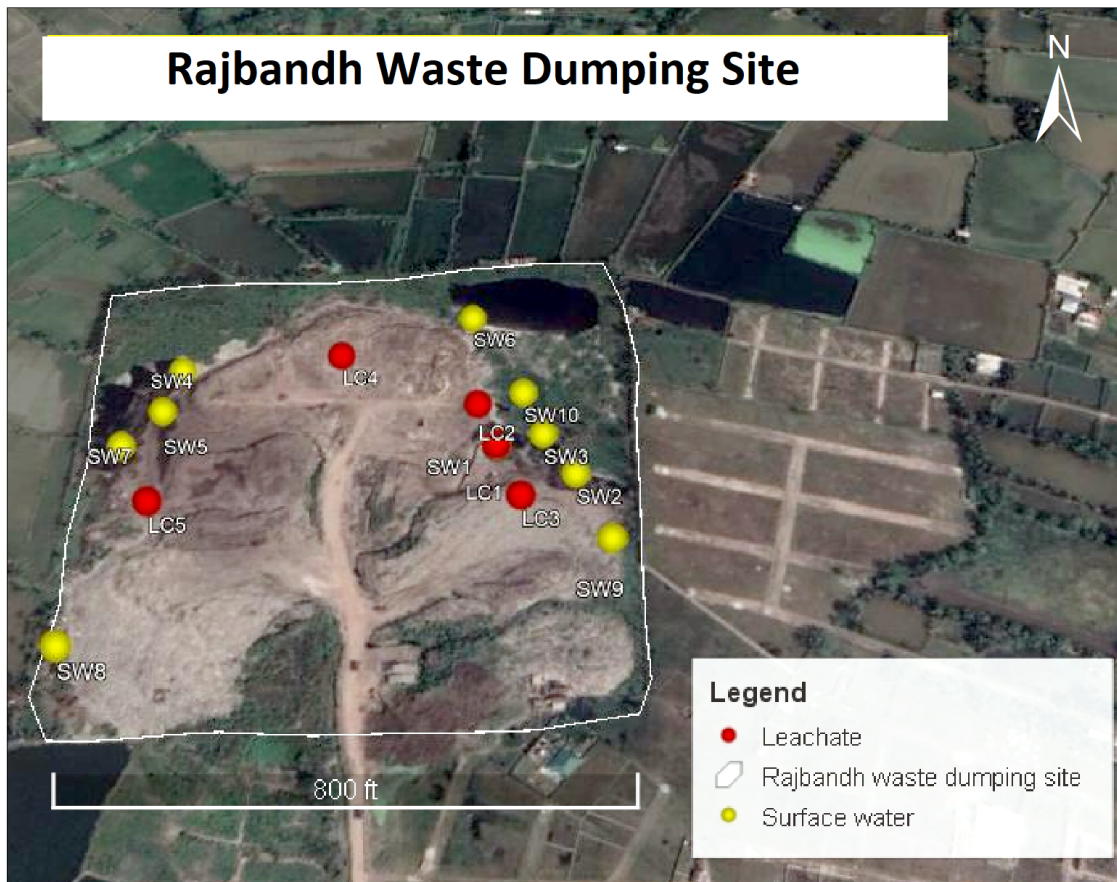 Rajbandh Waste Dumping Site
N
SW6
SW4
LC4
SW10
SW5
LC2
SW7
SW1
SW3
LC1
SW2
LC5
LC3
SW9
SW8
Legend
Leachate
Rajbandh waste dumping site
Surface water
800 ft